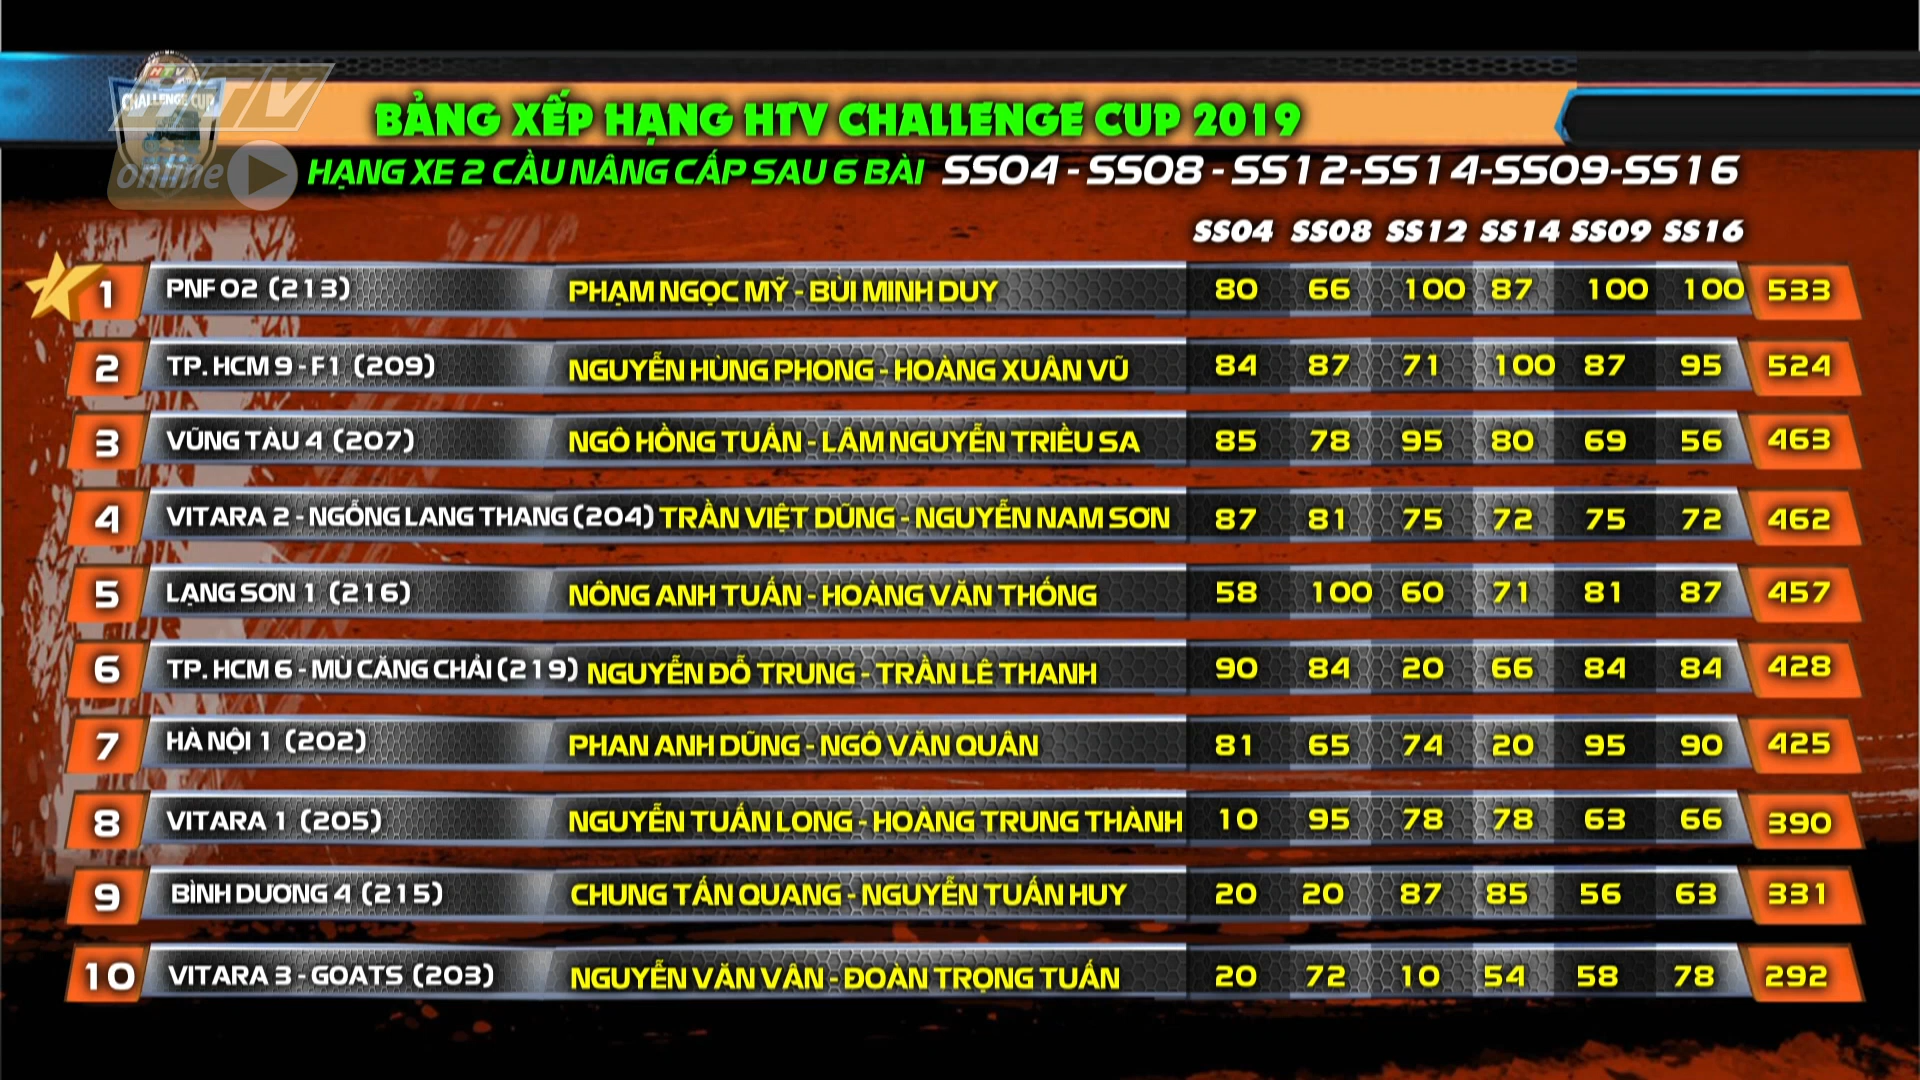 HTV
CHALLENGE CUP
HTV
online
BẢNG XẾP HẠNG HTV CHALLENGE CUP 2019
HẠNG XE 2 CẦU NÂNG CẤP SAU 6 BÀI SS04 - SS08 - SS12-SS14-SS09-SS16
SS04 SS08 SS12 SS14 SS09 SS16
1 PNF 02 (213) PHẠM NGỌC MỸ - BÙI MINH DUY 80 66 100 87 100 100 533
2 TP. HCM 9 - F1 (209) NGUYỄN HÙNG PHONG - HOÀNG XUÂN VŨ 84 87 71 100 87 95 524
3 VŨNG TÀU 4 (207) NGÔ HỒNG TUẤN - LÂM NGUYỄN TRIỀU SA 85 78 95 80 69 56 463
4 VITARA 2 - NGỖNG LANG THANG (204) TRẦN VIỆT DŨNG - NGUYỄN NAM SƠN 87 81 75 72 75 72 462
5 LẠNG SƠN 1 (216) NÔNG ANH TUẤN - HOÀNG VĂN THỐNG 58 100 60 71 81 87 457
6 TP. HCM 6 - MÙ CĂNG CHẢI (219) NGUYỄN ĐỖ TRUNG - TRẦN LÊ THANH 90 84 20 66 84 84 428
7 HÀ NỘI 1 (202) PHAN ANH DŨNG - NGÔ VĂN QUÂN 81 65 74 20 95 90 425
8 VITARA 1 (205) NGUYỄN TUẤN LONG - HOÀNG TRUNG THÀNH 10 95 78 78 63 66 390
9 BÌNH DƯƠNG 4 (215) CHUNG TẤN QUANG - NGUYỄN TUẤN HUY 20 20 87 85 56 63 331
10 VITARA 3 - GOATS (203) NGUYỄN VĂN VÂN - ĐOÀN TRỌNG TUẤN 20 72 10 54 58 78 292